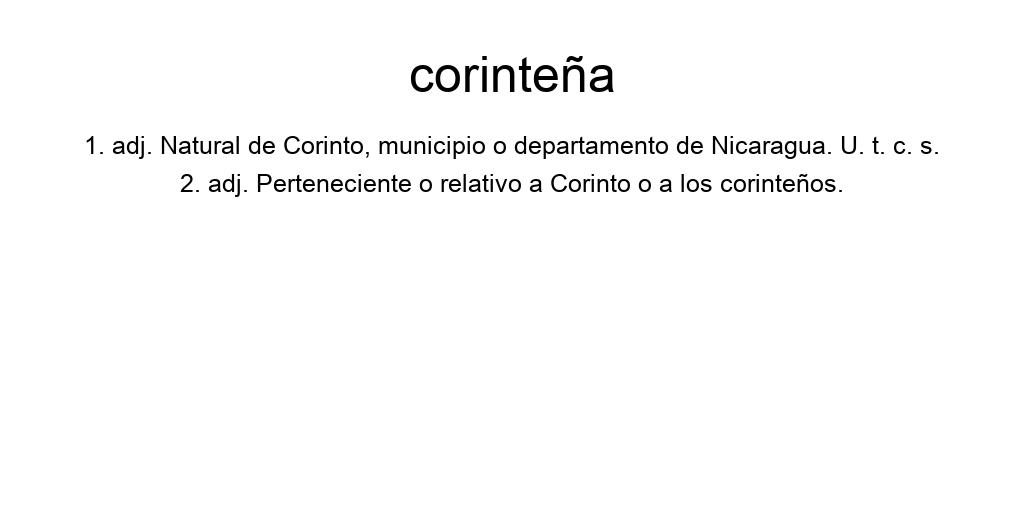 corinteña
1. adj. Natural de Corinto, municipio o departamento de Nicaragua. U. t. c. s.
2. adj. Perteneciente o relativo a Corinto o a los corinteños.